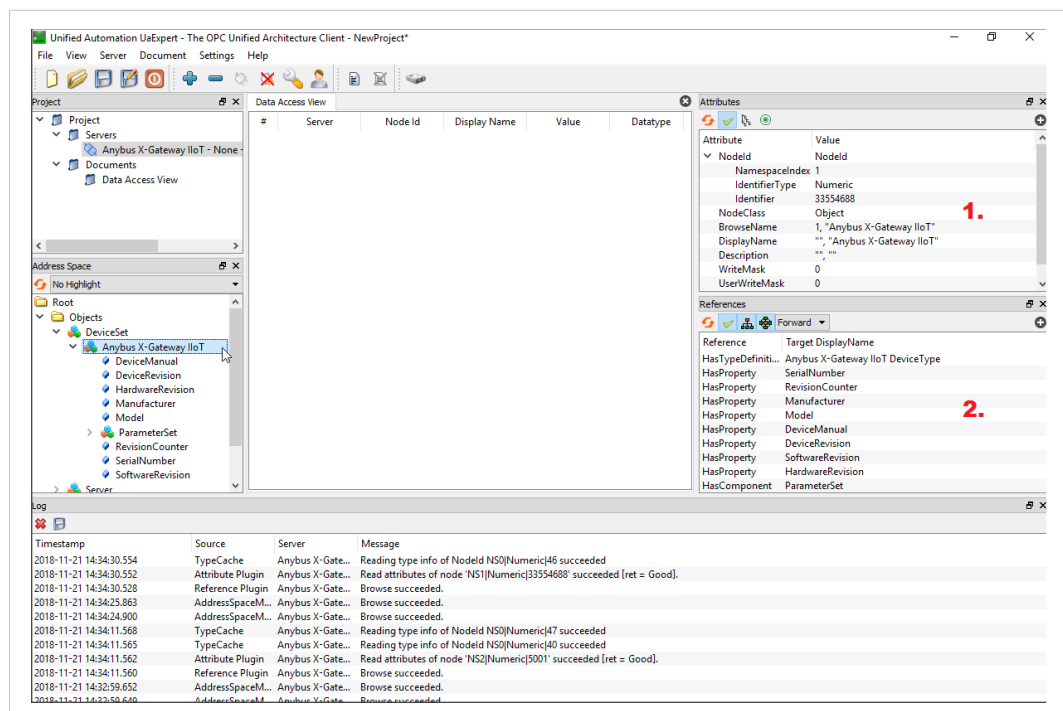 Unified Automation UaExpert - The OPC Unified Architecture Client - NewProject*
File View Server Document Settings Help
Project
Project
Servers
Anybus X-Gateway IIoT - None -
Documents
Data Access View
Address Space
No Highlight
Root
Objects
DeviceSet
Anybus X-Gateway IIoT
DeviceManual
DeviceRevision
HardwareRevision
Manufacturer
Model
ParameterSet
RevisionCounter
SerialNumber
SoftwareRevision
Server
Data Access View
# Server Node Id Display Name Value Datatype
Attributes
Attribute Value
NodeId NodeId
NamespaceIndex 1
IdentifierType Numeric
Identifier 33554688
NodeClass Object
BrowseName 1, "Anybus X-Gateway IIoT"
DisplayName "", "Anybus X-Gateway IIoT"
Description "", ""
WriteMask 0
UserWriteMask 0
1.
References
Forward
Reference Target DisplayName
HasTypeDefiniti... Anybus X-Gateway IIoT DeviceType
HasProperty SerialNumber
HasProperty RevisionCounter
HasProperty Manufacturer
HasProperty Model
HasProperty DeviceManual
HasProperty DeviceRevision
HasProperty SoftwareRevision
HasProperty HardwareRevision
HasComponent ParameterSet
2.
Log
Timestamp Source Server Message
2018-11-21 14:34:30.554 TypeCache Anybus X-Gate... Reading type info of NodeId NS0|Numeric|46 succeeded
2018-11-21 14:34:30.552 Attribute Plugin Anybus X-Gate... Read attributes of node 'NS1|Numeric|33554688' succeeded [ret = Good].
2018-11-21 14:34:30.528 Reference Plugin Anybus X-Gate... Browse succeeded.
2018-11-21 14:34:25.863 AddressSpaceM... Anybus X-Gate... Browse succeeded.
2018-11-21 14:34:24.900 AddressSpaceM... Anybus X-Gate... Browse succeeded.
2018-11-21 14:34:11.568 TypeCache Anybus X-Gate... Reading type info of NodeId NS0|Numeric|47 succeeded
2018-11-21 14:34:11.565 TypeCache Anybus X-Gate... Reading type info of NodeId NS0|Numeric|40 succeeded
2018-11-21 14:34:11.562 Attribute Plugin Anybus X-Gate... Read attributes of node 'NS2|Numeric|5001' succeeded [ret = Good].
2018-11-21 14:34:11.560 Reference Plugin Anybus X-Gate... Browse succeeded.
2018-11-21 14:32:59.652 AddressSpaceM... Anybus X-Gate... Browse succeeded.
2018-11-21 14:32:59.649 AddressSpaceM... Anybus X-Gate... Browse succeeded.